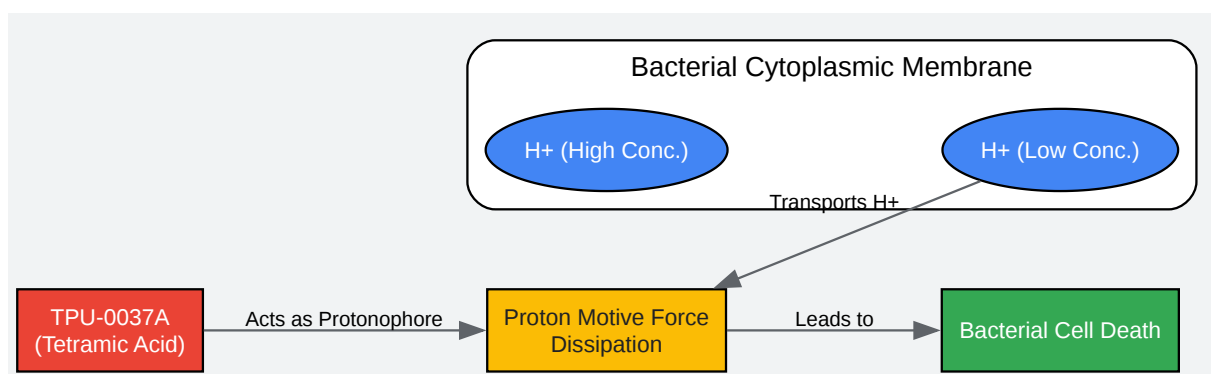 Bacterial Cytoplasmic Membrane
H+ (High Conc.)
H+ (Low Conc.)
Transports H+
TPU-0037A
(Tetramic Acid)
Acts as Protonophore
Proton Motive Force
Dissipation
Leads to
Bacterial Cell Death